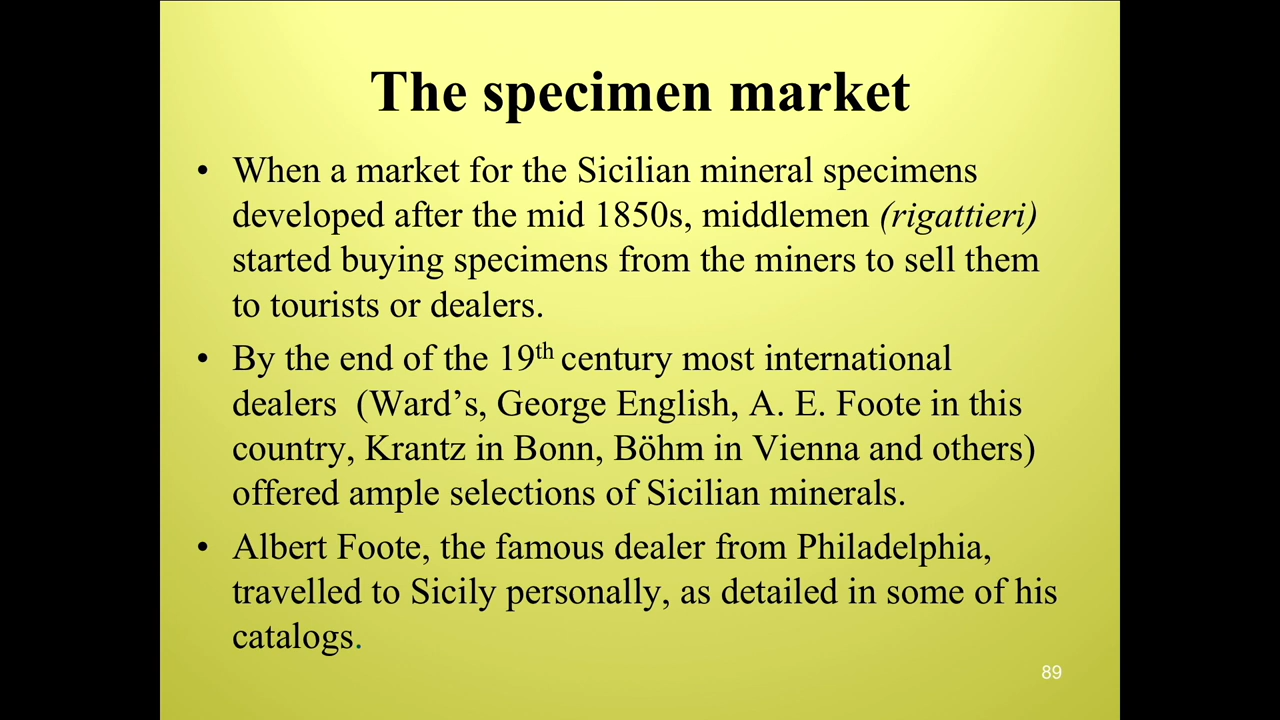 The specimen market
• When a market for the Sicilian mineral specimens
developed after the mid 1850s, middlemen (rigattieri)
started buying specimens from the miners to sell them
to tourists or dealers.
• By the end of the 19th century most international
dealers  (Ward’s, George English, A. E. Foote in this
country, Krantz in Bonn, Böhm in Vienna and others)
offered ample selections of Sicilian minerals.
• Albert Foote, the famous dealer from Philadelphia,
travelled to Sicily personally, as detailed in some of his
catalogs.
89